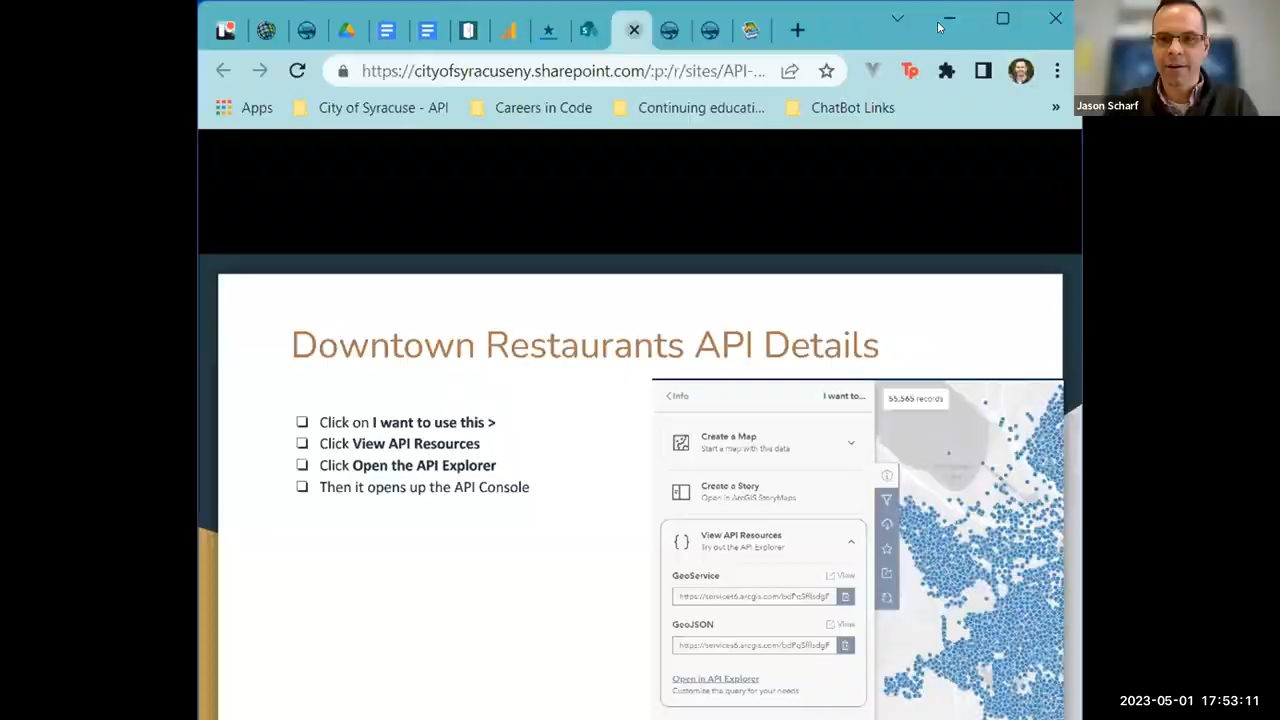 https://cityofsyracuseny.sharepoint.com/:p:/r/sites/API-...
Apps
City of Syracuse - API
Careers in Code
Continuing educati...
ChatBot Links
»
Jason Scharf
Downtown Restaurants API Details
Click on I want to use this >
Click View API Resources
Click Open the API Explorer
Then it opens up the API Console
Info
I want to...
55,565 records
Create a Map
Start a map with this data
Create a Story
Open in ArcGIS StoryMaps
View API Resources
Try out the API Explorer
GeoService
View
GeoJSON
View
Open in API Explorer
Customize the query for your needs
2023-05-01 17:53:11